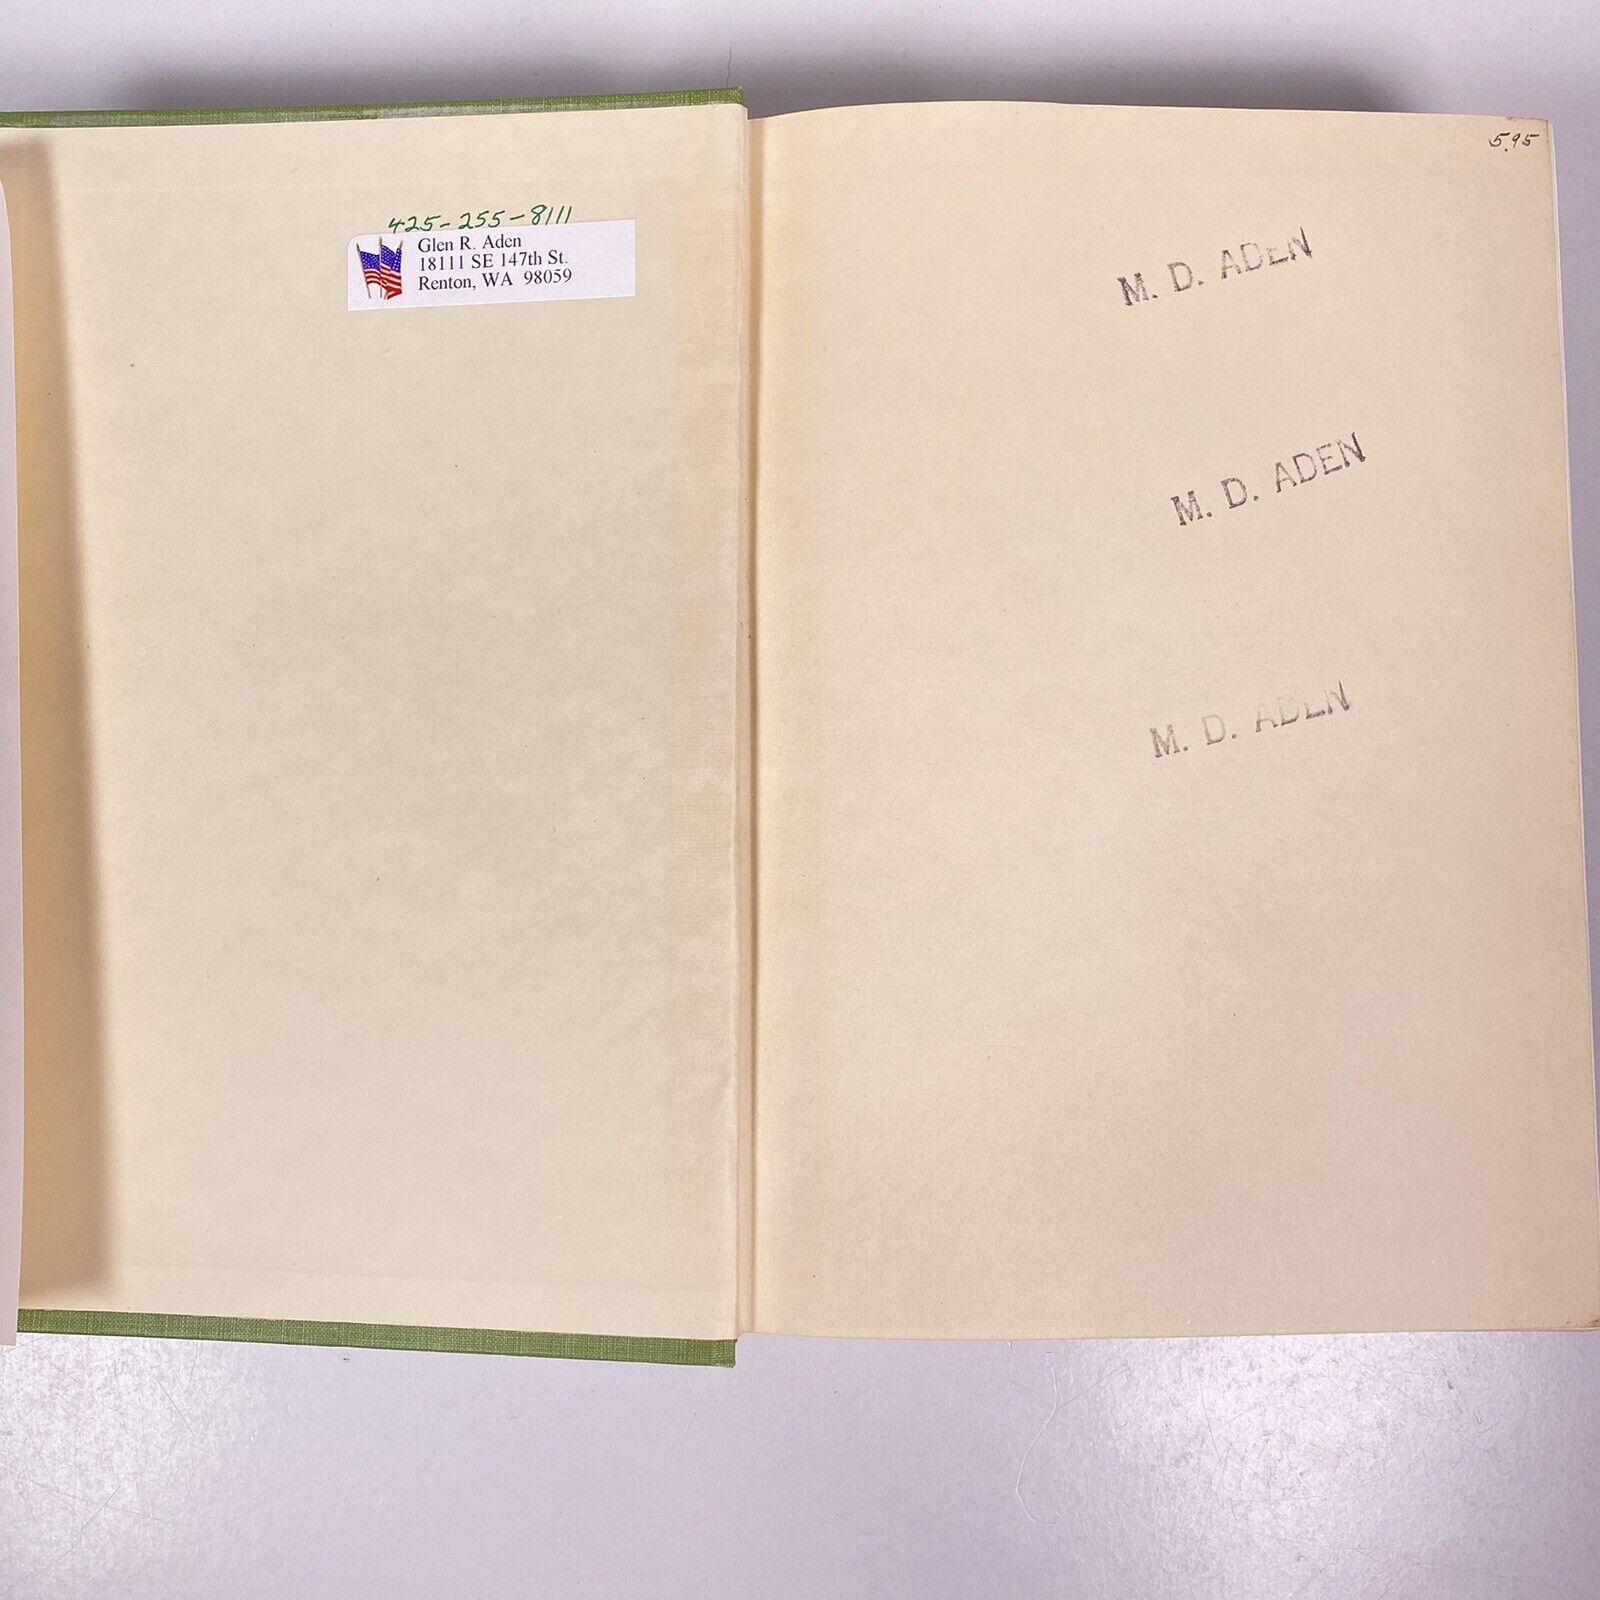 425-255-8111
Glen R. Aden
18111 SE 147th St.
Renton, WA 98059
5.95
M. D. ADEN
M. D. ADEN
M. D. ADEN